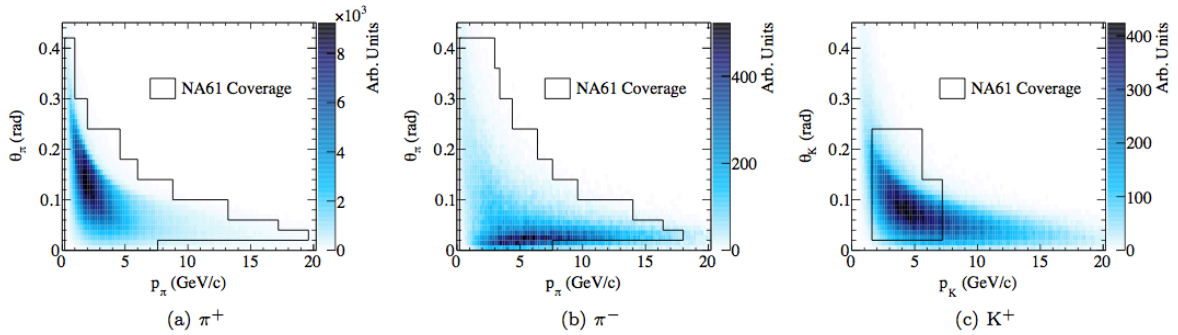 ×10³
0.4
0.3
0.2
0.1
0
θπ (rad)
NA61 Coverage
8
6
4
2
0
Arb. Units
0 5 10 15 20
pπ (GeV/c)
(a) π⁺
0.4
0.3
0.2
0.1
0
θπ (rad)
NA61 Coverage
400
200
0
Arb. Units
0 5 10 15 20
pπ (GeV/c)
(b) π⁻
0.4
0.3
0.2
0.1
0
θK (rad)
NA61 Coverage
400
300
200
100
0
Arb. Units
0 5 10 15 20
pK (GeV/c)
(c) K⁺